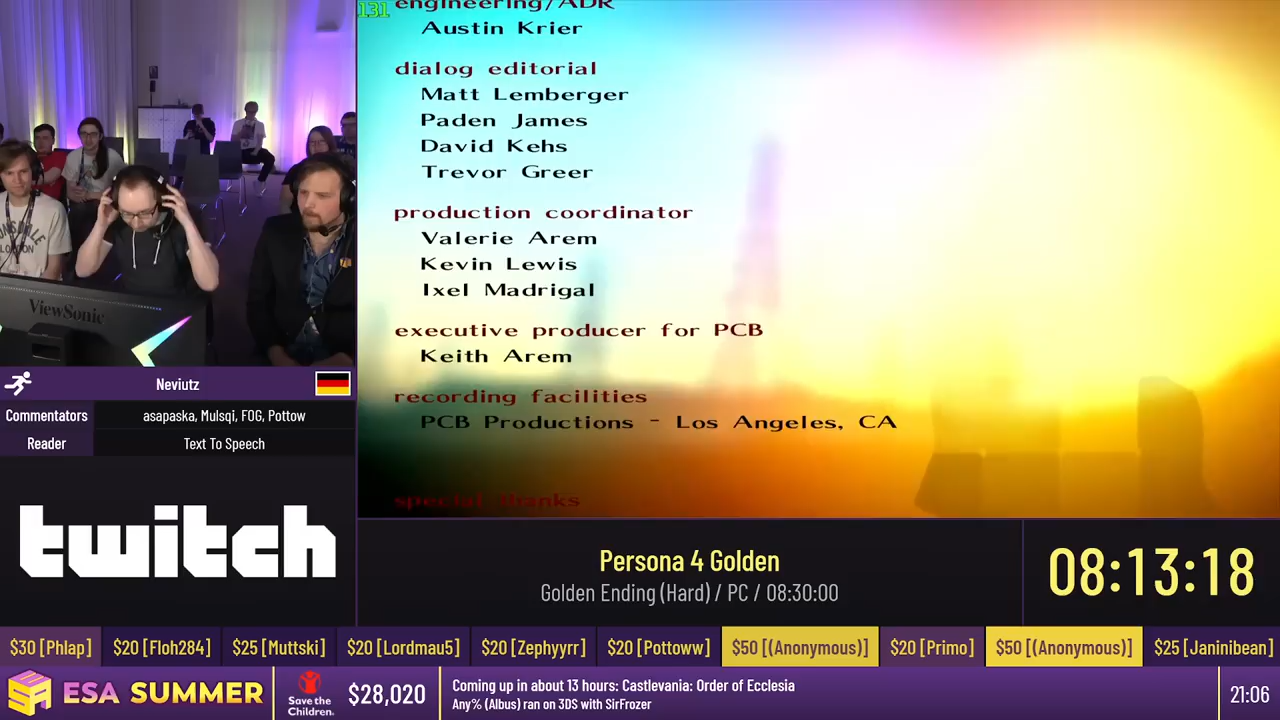 131
engineering/ADR
Austin Krier
dialog editorial
Matt Lemberger
Paden James
David Kehs
Trevor Greer
production coordinator
Valerie Arem
Kevin Lewis
Ixel Madrigal
executive producer for PCB
Keith Arem
recording facilities
PCB Productions - Los Angeles, CA
special thanks
LONDON
ViewSonic
Neviutz
Commentators asapaska, Mulsqi, FOG, Pottow
Reader Text To Speech
twitch
Persona 4 Golden
Golden Ending (Hard) / PC / 08:30:00
08:13:18
$30 [Phlap] $20 [Floh284] $25 [Muttski] $20 [Lordmau5] $20 [Zephyyrr] $20 [Pottoww] $50 [(Anonymous)] $20 [Primo] $50 [(Anonymous)] $25 [Janinibean]
ESA SUMMER
Save the
Children.
$28,020
Coming up in about 13 hours: Castlevania: Order of Ecclesia
Any% (Albus) ran on 3DS with SirFrozer
21:06